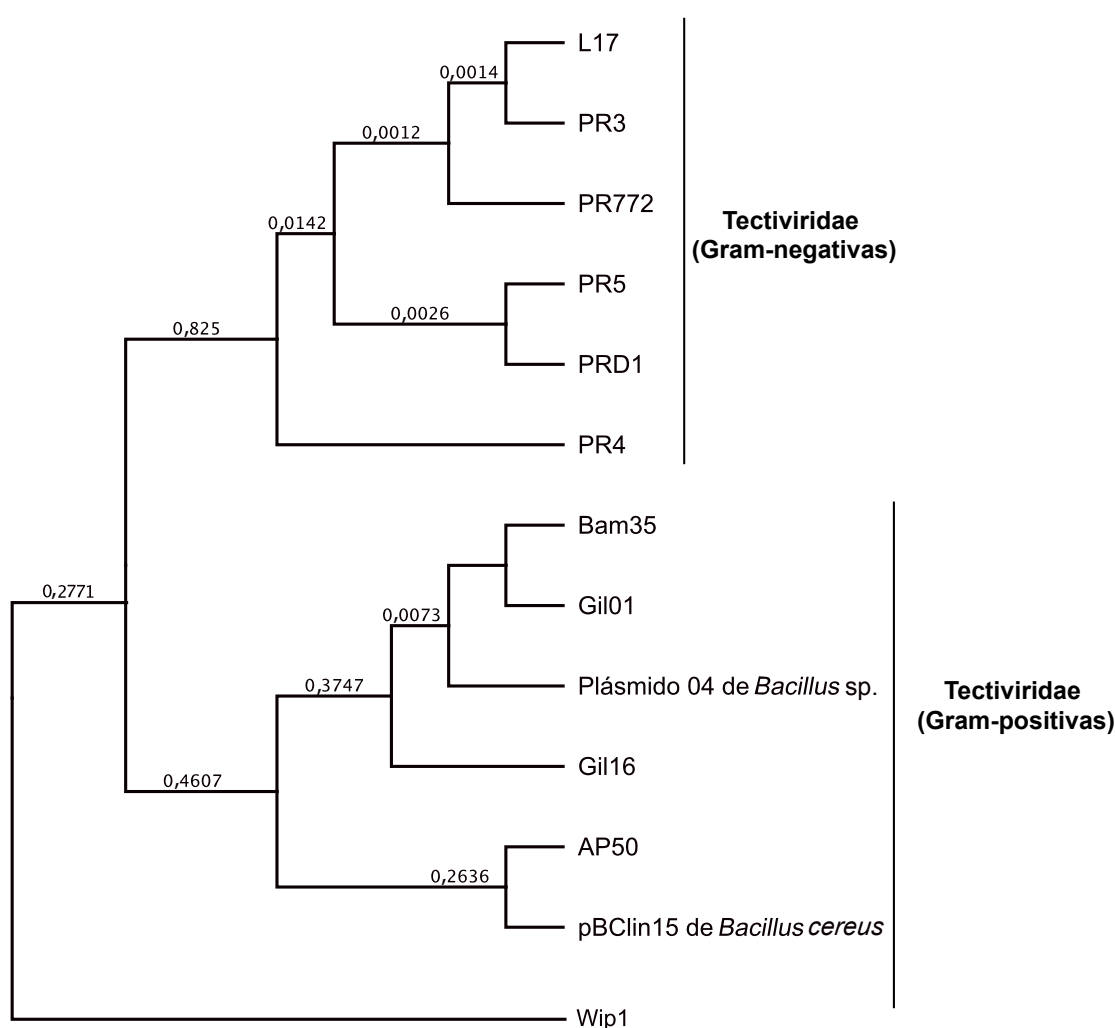 L17
0,0014
PR3
0,0012
PR772
0,0142
Tectiviridae
(Gram-negativas)
PR5
0,0026
0,825
PRD1
PR4
Bam35
0,2771
Gil01
0,0073
0,3747
Plásmido 04 de Bacillus sp.
Tectiviridae
(Gram-positivas)
Gil16
0,4607
AP50
0,2636
pBClin15 de Bacillus cereus
Wip1